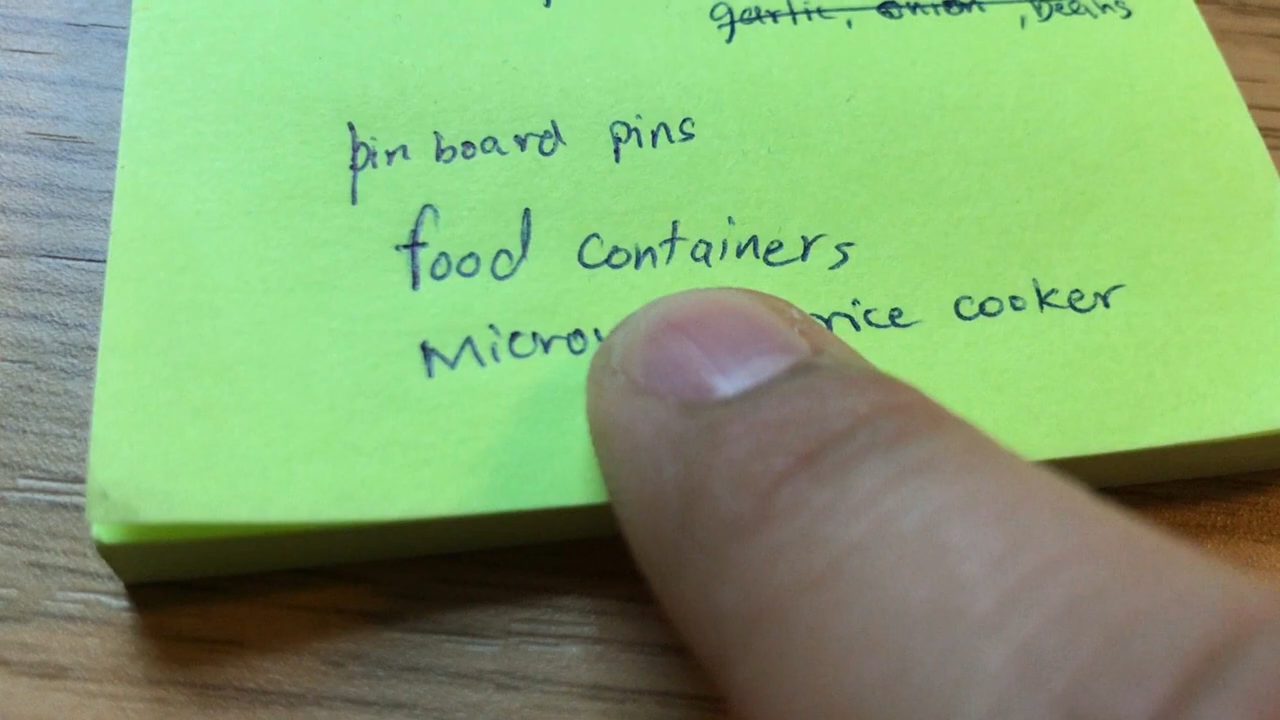 garlic, onion, beans
pin board pins
food containers
rice cooker